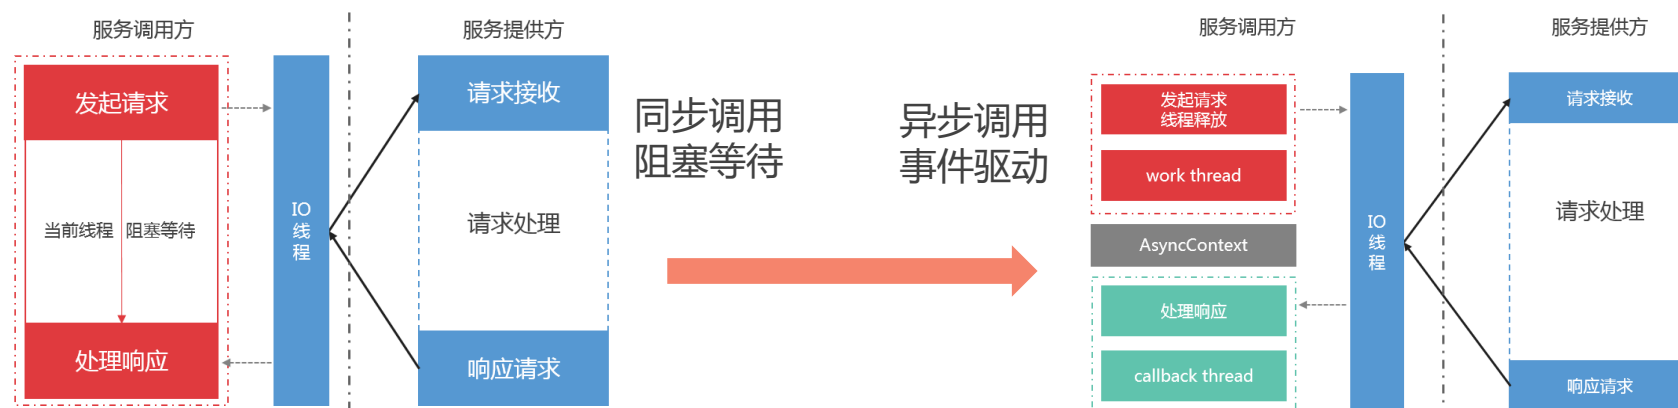 服务调用方
服务提供方
发起请求
当前线程 阻塞等待
处理响应
IO
线
程
请求接收
请求处理
响应请求
同步调用
阻塞等待
异步调用
事件驱动
服务调用方
服务提供方
发起请求
线程释放
work thread
AsyncContext
处理响应
callback thread
IO
线
程
请求接收
请求处理
响应请求